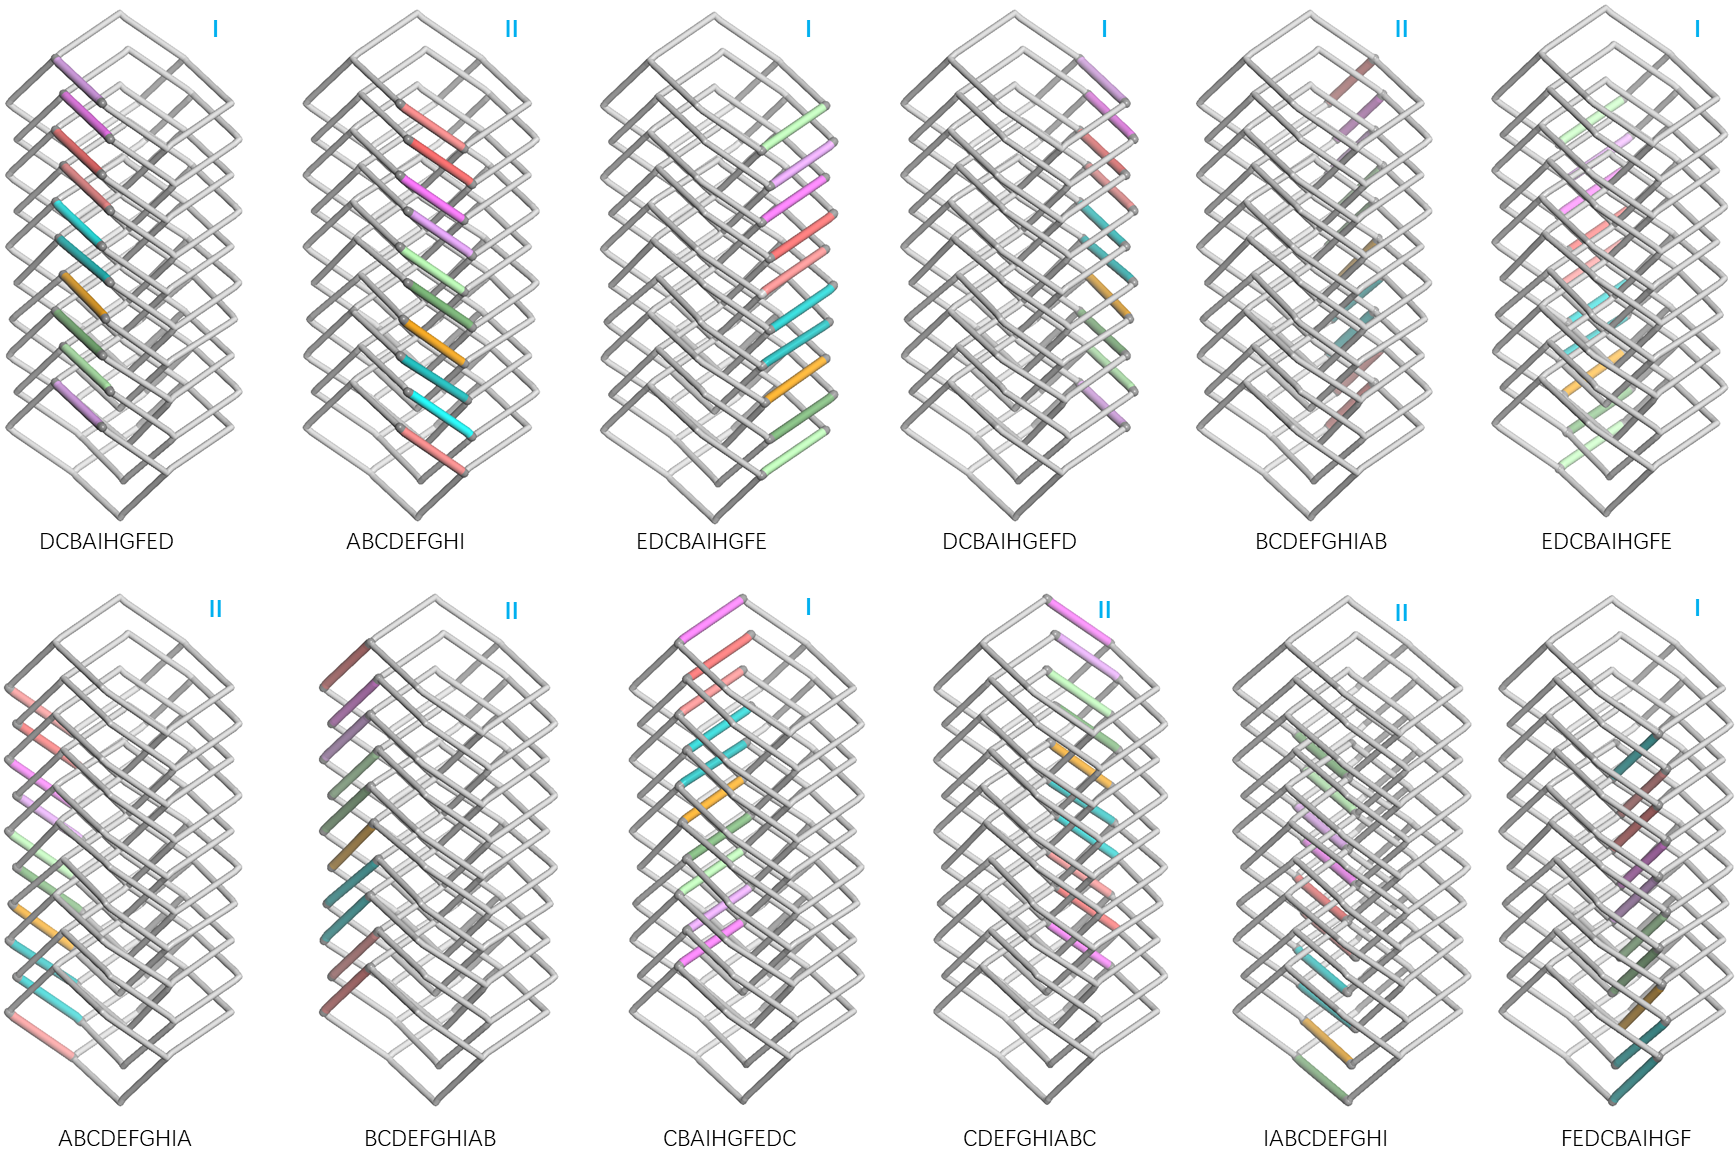 I II I I II I
DCBAIHGFED ABCDEFGHI EDCBAIHGFE DCBAIHGEFD BCDEFGHIAB EDCBAIHGFE
II II I II II I
ABCDEFGHIA BCDEFGHIAB CBAIHGFEDC CDEFGHIABC IABCDEFGHI FEDCBAIHGF